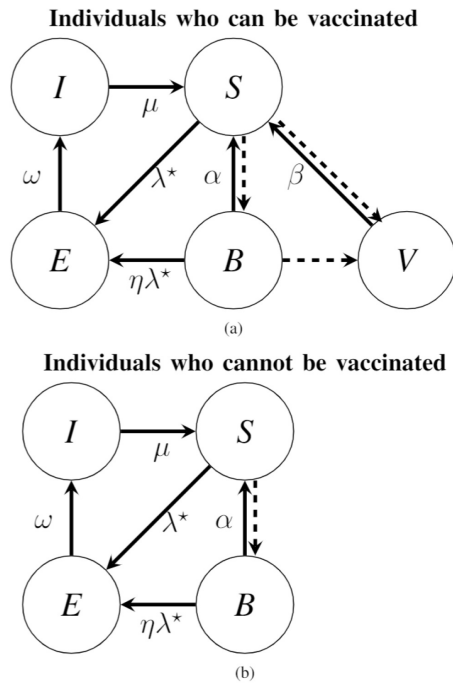 Individuals who can be vaccinated
I
μ
S
ω
λ*
α
β
E
ηλ*
B
V
(a)
Individuals who cannot be vaccinated
I
μ
S
ω
λ*
α
E
ηλ*
B
(b)